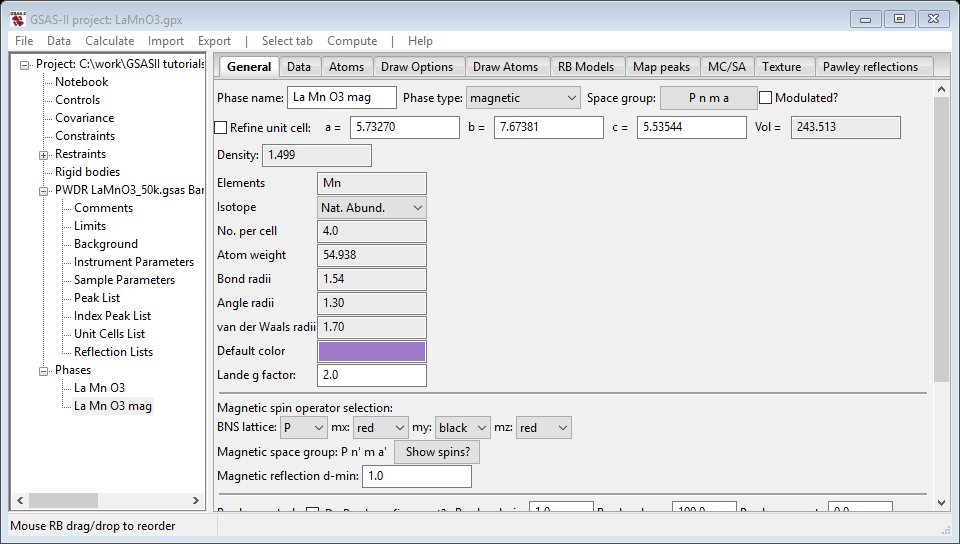 GSAS-II project: LaMnO3.gpx
File Data Calculate Import Export | Select tab Compute | Help
Project: C:\work\GSASII tutorials
Notebook
Controls
Covariance
Constraints
Restraints
Rigid bodies
PWDR LaMnO3_50k.gsas Ban
Comments
Limits
Background
Instrument Parameters
Sample Parameters
Peak List
Index Peak List
Unit Cells List
Reflection Lists
Phases
La Mn O3
La Mn O3 mag
General Data Atoms Draw Options Draw Atoms RB Models Map peaks MC/SA Texture Pawley reflections
Phase name: La Mn O3 mag Phase type: magnetic Space group: P n m a Modulated?
Refine unit cell: a = 5.73270 b = 7.67381 c = 5.53544 Vol = 243.513
Density: 1.499
Elements Mn
Isotope Nat. Abund.
No. per cell 4.0
Atom weight 54.938
Bond radii 1.54
Angle radii 1.30
van der Waals radii 1.70
Default color
Lande g factor: 2.0
Magnetic spin operator selection:
BNS lattice: P mx: red my: black mz: red
Magnetic space group: P n' m a' Show spins?
Magnetic reflection d-min: 1.0
1.0 100.0 0.0
Mouse RB drag/drop to reorder